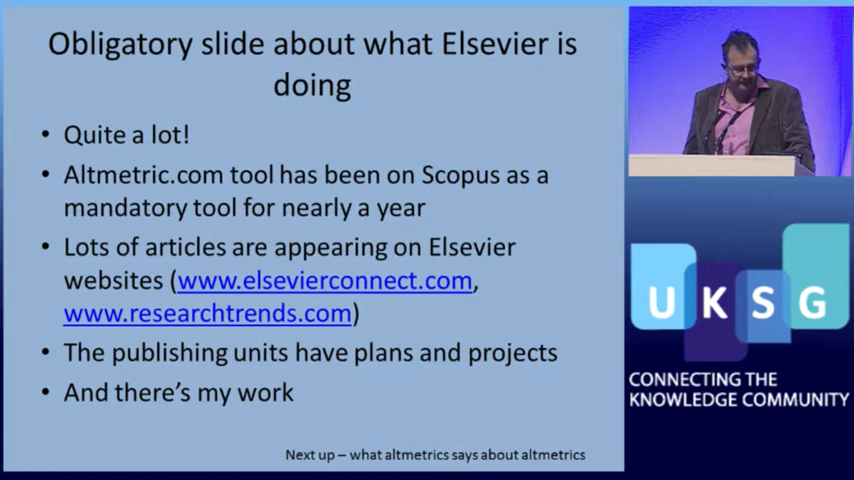 Obligatory slide about what Elsevier is
doing
• Quite a lot!
• Altmetric.com tool has been on Scopus as a
mandatory tool for nearly a year
• Lots of articles are appearing on Elsevier
websites (www.elsevierconnect.com,
www.researchtrends.com)
• The publishing units have plans and projects
• And there's my work
Next up – what altmetrics says about altmetrics
UKSG
CONNECTING THE
KNOWLEDGE COMMUNITY